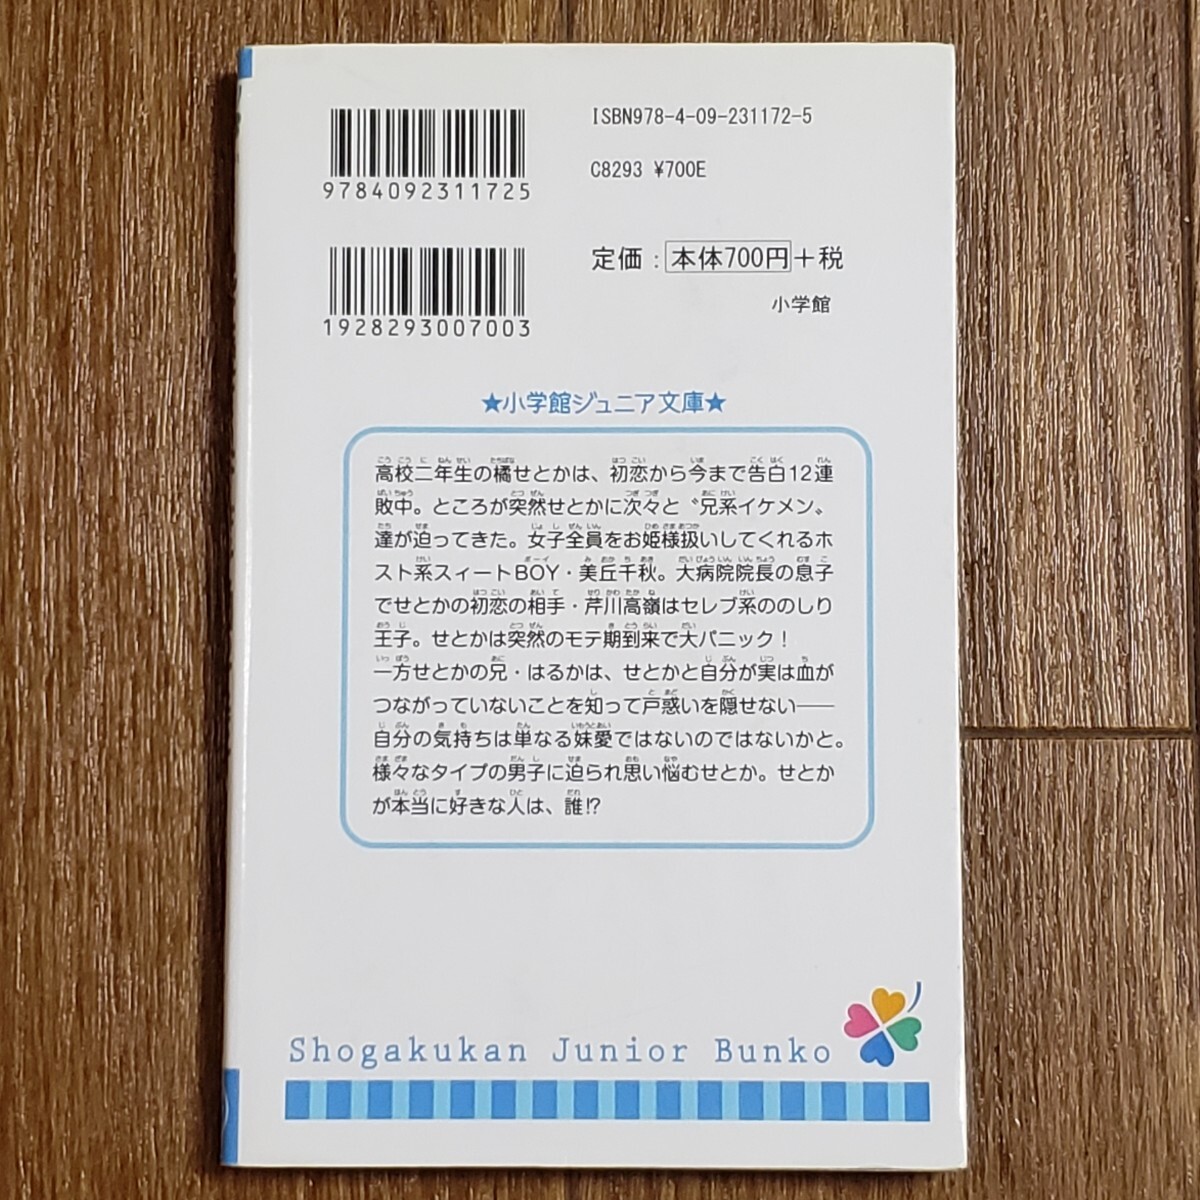 9784092311725
ISBN978-4-09-231172-5
C8293 ¥700E
1928293007003
定価：本体700円＋税
小学館
★小学館ジュニア文庫★
高校二年生の橘せとかは、初恋から今まで告白12連
敗中。ところが突然せとかに次々と〝兄系イケメン〟
達が迫ってきた。女子全員をお姫様扱いしてくれるホ
スト系スィートBOY・美丘千秋。大病院院長の息子
でせとかの初恋の相手・芹川高嶺はセレブ系ののしり
王子。せとかは突然のモテ期到来で大パニック！
一方せとかの兄・はるかは、せとかと自分が実は血が
つながっていないことを知って戸惑いを隠せない――
自分の気持ちは単なる妹愛ではないのではないかと。
様々なタイプの男子に迫られ思い悩むせとか。せとか
が本当に好きな人は、誰!?
Shogakukan Junior Bunko